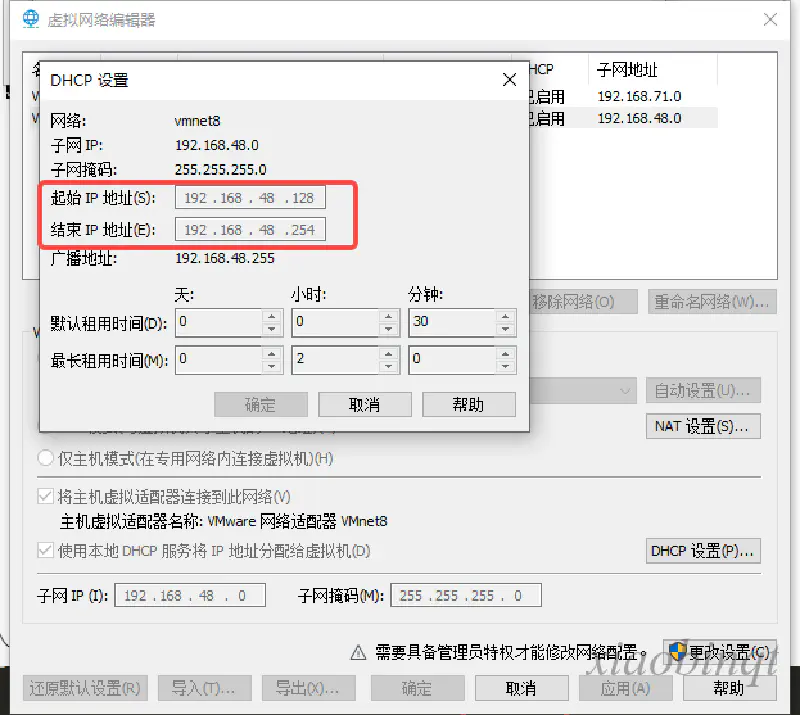 虚拟网络编辑器
DHCP 子网地址
已启用 192.168.71.0
已启用 192.168.48.0
DHCP 设置
网络: vmnet8
子网 IP: 192.168.48.0
子网掩码: 255.255.255.0
起始 IP 地址(S): 192 . 168 . 48 . 128
结束 IP 地址(E): 192 . 168 . 48 . 254
广播地址: 192.168.48.255
天: 小时: 分钟:
默认租用时间(D): 0 0 30
最长租用时间(M): 0 2 0
确定 取消 帮助
移除网络(O) 重命名网络(W)...
自动设置(U)...
NAT 设置(S)...
仅主机模式(在专用网络内连接虚拟机)(H)
将主机虚拟适配器连接到此网络(V)
主机虚拟适配器名称: VMware 网络适配器 VMnet8
使用本地 DHCP 服务将 IP 地址分配给虚拟机(D) DHCP 设置(P)...
子网 IP (I): 192 . 168 . 48 . 0 子网掩码(M): 255 . 255 . 255 . 0
需要具备管理员特权才能修改网络配置。 更改设置(C)
xiaobinqt
还原默认设置(R) 导入(T)... 导出(X)... 确定 取消 应用(A) 帮助